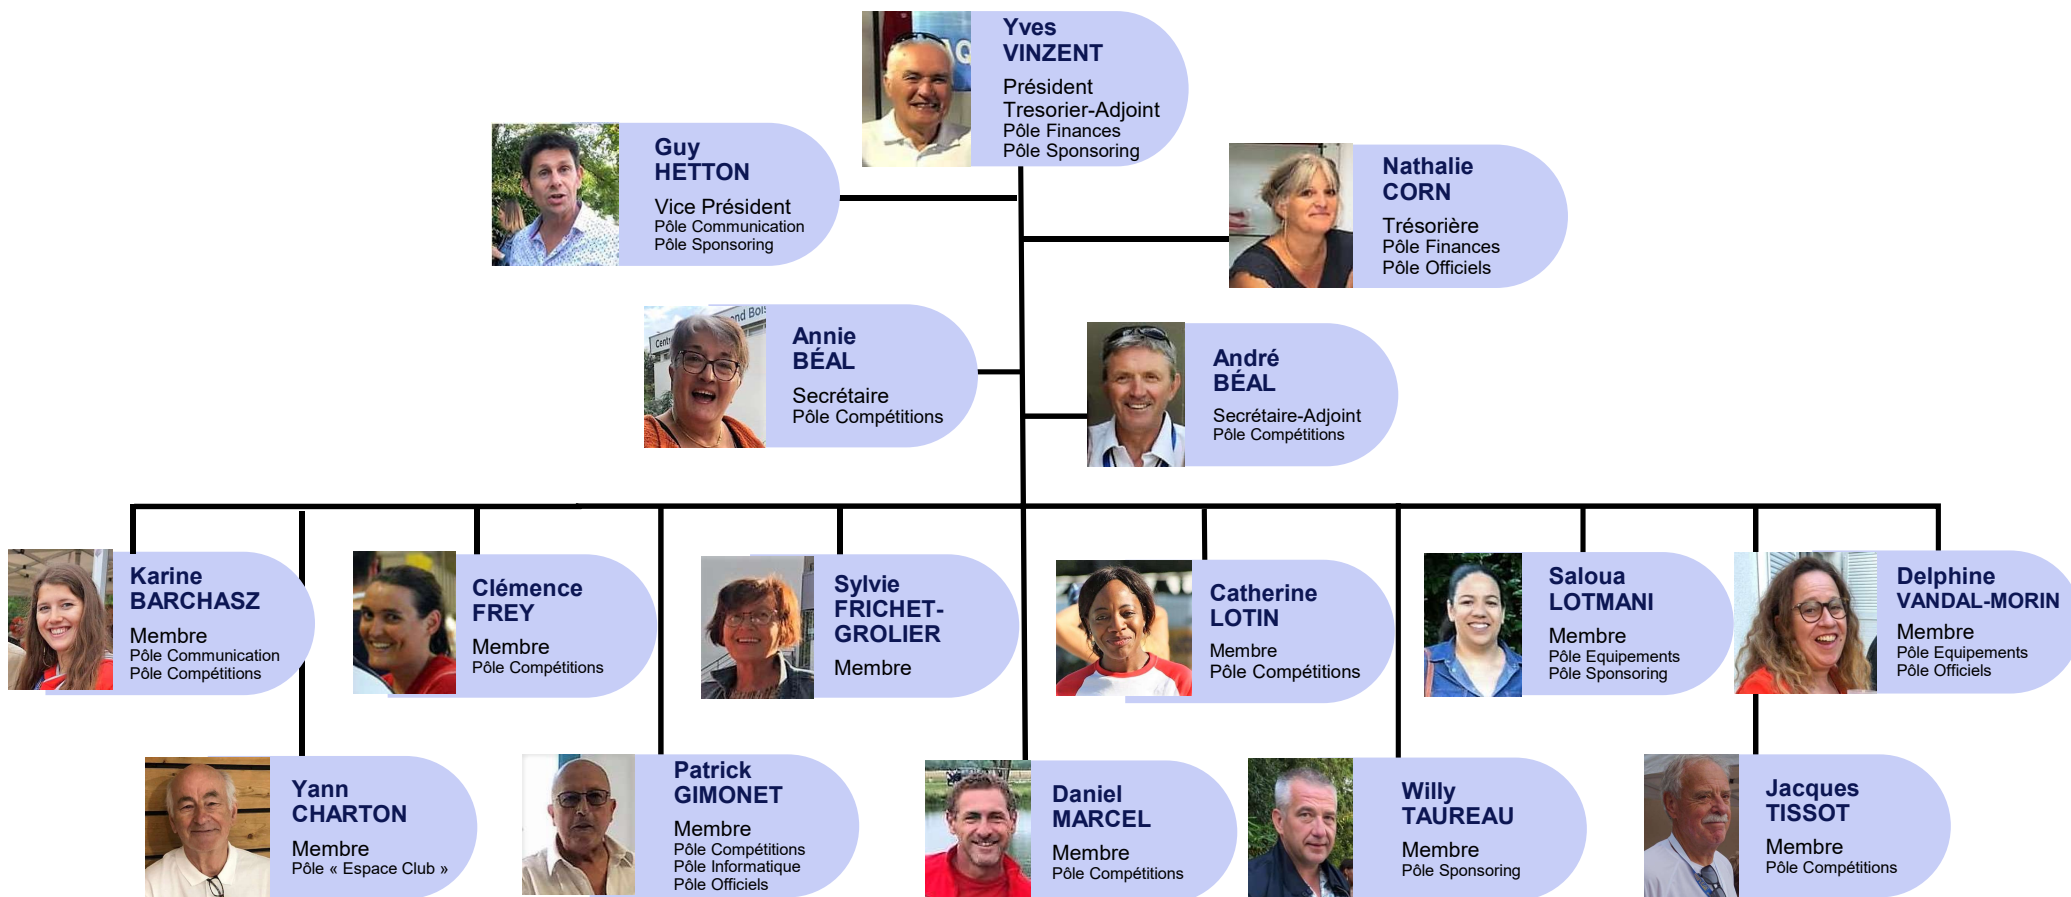 Yves
VINZENT
Président
Tresorier-Adjoint
Pôle Finances
Pôle Sponsoring
Guy
HETTON
Vice Président
Pôle Communication
Pôle Sponsoring
Nathalie
CORN
Trésorière
Pôle Finances
Pôle Officiels
Annie
BÉAL
Secrétaire
Pôle Compétitions
André
BÉAL
Secrétaire-Adjoint
Pôle Compétitions
Karine
BARCHASZ
Membre
Pôle Communication
Pôle Compétitions
Clémence
FREY
Membre
Pôle Compétitions
Sylvie
FRICHET-
GROLIER
Membre
Catherine
LOTIN
Membre
Pôle Compétitions
Saloua
LOTMANI
Membre
Pôle Equipements
Pôle Sponsoring
Delphine
VANDAL-MORIN
Membre
Pôle Equipements
Pôle Officiels
Yann
CHARTON
Membre
Pôle « Espace Club »
Patrick
GIMONET
Membre
Pôle Compétitions
Pôle Informatique
Pôle Officiels
Daniel
MARCEL
Membre
Pôle Compétitions
Willy
TAUREAU
Membre
Pôle Sponsoring
Jacques
TISSOT
Membre
Pôle Compétitions